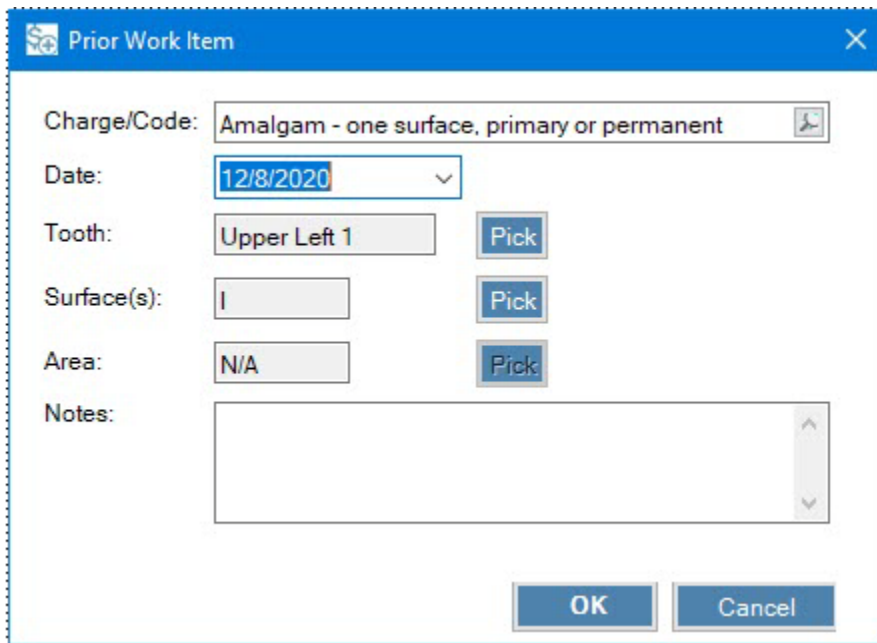 Prior Work Item
Charge/Code: Amalgam - one surface, primary or permanent
Date: 12/8/2020
Tooth: Upper Left 1 Pick
Surface(s): I Pick
Area: N/A Pick
Notes:
OK Cancel